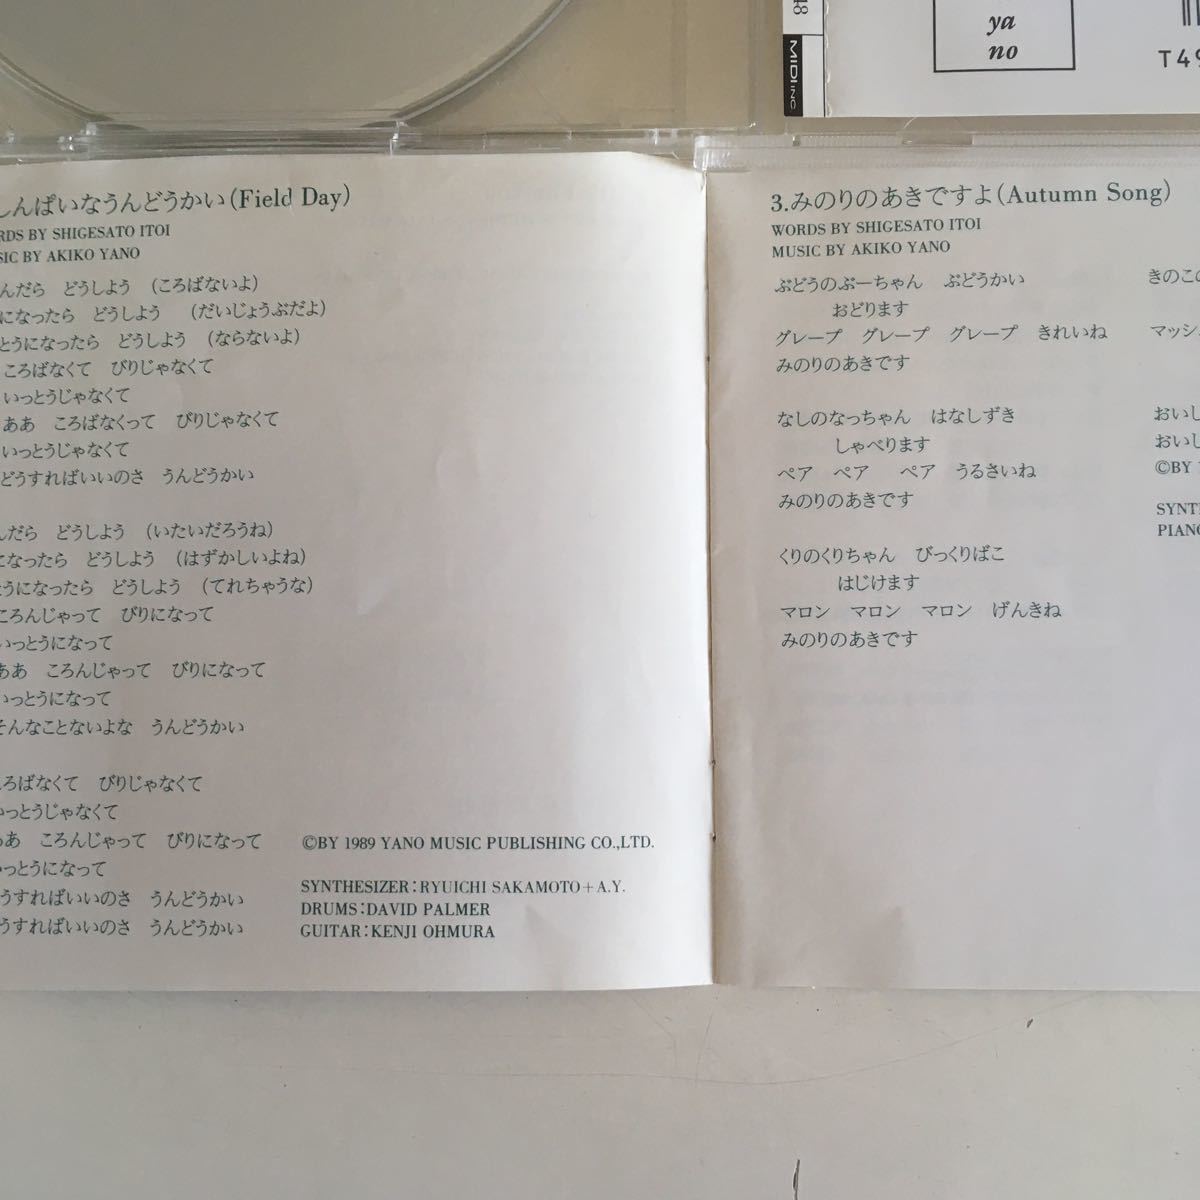 48
MIDI INC
ya
no
T49
しんぱいなうんどうかい(Field Day)
RDS BY SHIGESATO ITOI
SIC BY AKIKO YANO
んだら どうしよう (ころばないよ)
になったら どうしよう (だいじょうぶだよ)
とうになったら どうしよう (ならないよ)
ころばなくて びりじゃなくて
いっとうじゃなくて
ああ ころばなくって びりじゃなくて
いっとうじゃなくて
どうすればいいのさ うんどうかい
んだら どうしよう (いたいだろうね)
になったら どうしよう (はずかしいよね)
うになったら どうしよう (てれちゃうな)
ころんじゃって びりになって
いっとうになって
ああ ころんじゃって びりになって
いっとうになって
そんなことないよな うんどうかい
ろばなくて びりじゃなくて
っとうじゃなくて
あ ころんじゃって びりになって
っとうになって
うすればいいのさ うんどうかい
うすればいいのさ うんどうかい
©BY 1989 YANO MUSIC PUBLISHING CO.,LTD.
SYNTHESIZER:RYUICHI SAKAMOTO+A.Y.
DRUMS:DAVID PALMER
GUITAR:KENJI OHMURA
3.みのりのあきですよ(Autumn Song)
WORDS BY SHIGESATO ITOI
MUSIC BY AKIKO YANO
ぶどうのぶーちゃん ぶどうかい
おどります
グレープ グレープ グレープ きれいね
みのりのあきです
なしのなっちゃん はなしずき
しゃべります
ペア ペア ペア うるさいね
みのりのあきです
くりのくりちゃん びっくりばこ
はじけます
マロン マロン マロン げんきね
みのりのあきです
きのこの
マッシュ
おいし
おいし
©BY 1
SYNT
PIANO